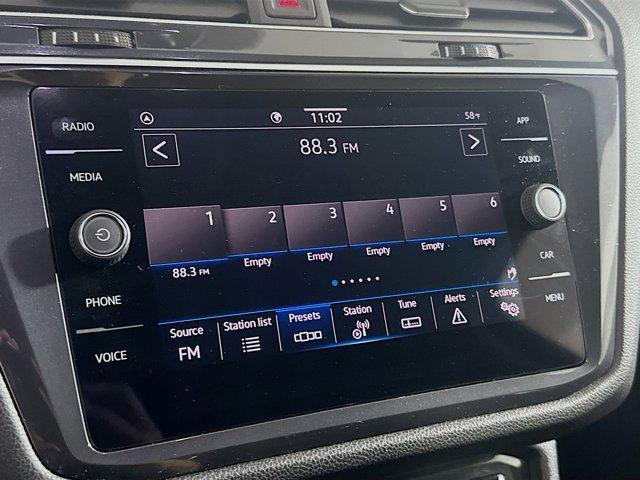 RADIO
MEDIA
PHONE
VOICE
11:02
58°F
88.3 FM
1 2 3 4 5 6
88.3 FM Empty Empty Empty Empty Empty
Source Station list Presets Station Tune Alerts Settings
FM
APP
SOUND
CAR
MENU